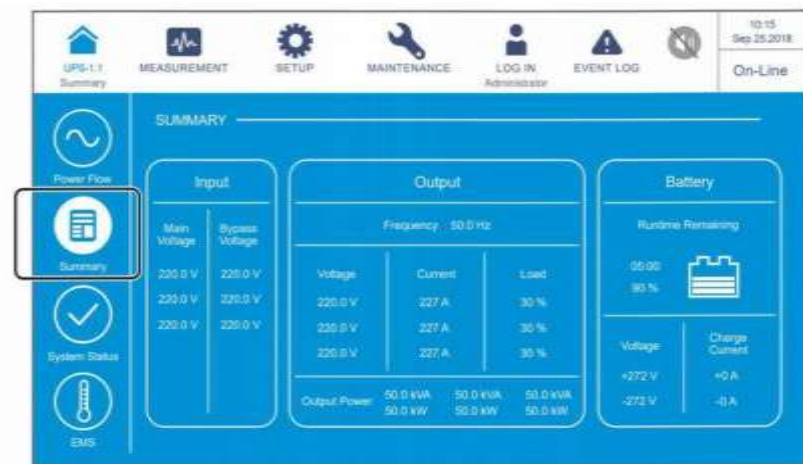 UPS-1.1
Summary
MEASUREMENT
SETUP
MAINTENANCE
LOG IN
Administrator
EVENT LOG
10:15
Sep 25.2018
On-Line
Power Flow
Summary
System Status
EMS
SUMMARY
Input
Main Voltage
Bypass Voltage
220.0 V 220.0 V
220.0 V 220.0 V
220.0 V 220.0 V
Output
Frequency 50.0 Hz
Voltage Current Load
220.0 V 227 A 30 %
220.0 V 227 A 30 %
220.0 V 227 A 30 %
Output Power 50.0 kVA 50.0 kVA 50.0 kVA
50.0 kW 50.0 kW 50.0 kW
Battery
Runtime Remaining
05:00
90 %
Voltage Charge Current
+272 V +0 A
-272 V -0 A